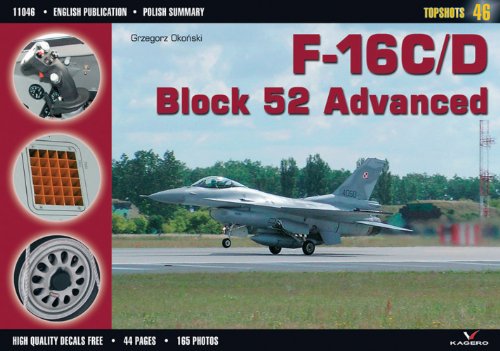 11046 • ENGLISH PUBLICATION • POLISH SUMMARY
TOPSHOTS 46
Grzegorz Okoński
F-16C/D
Block 52 Advanced
4050
HIGH QUALITY DECALS FREE • 44 PAGES • 165 PHOTOS
KAGERO